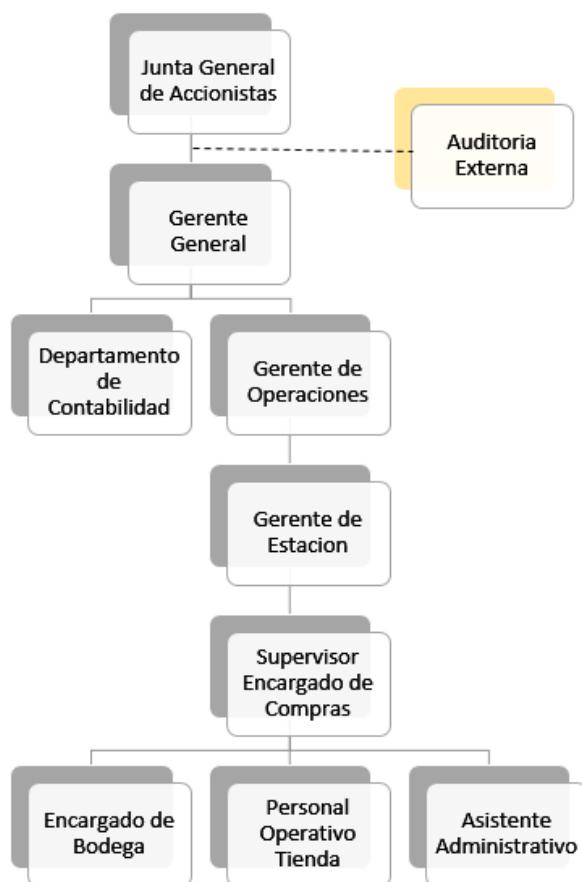 Junta General
de Accionistas
Auditoria
Externa
Gerente
General
Departamento
de
Contabilidad
Gerente de
Operaciones
Gerente de
Estacion
Supervisor
Encargado de
Compras
Encargado de
Bodega
Personal
Operativo
Tienda
Asistente
Administrativo